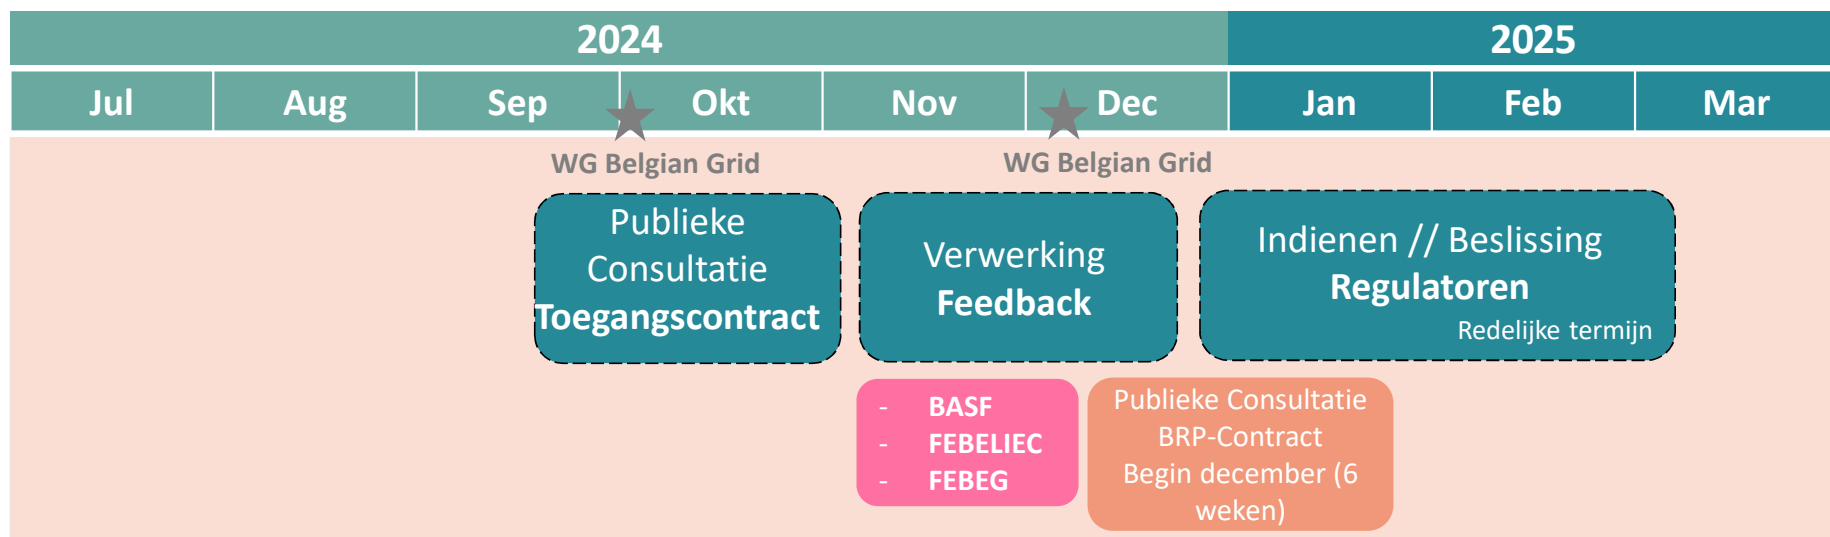 2024 2025
Jul Aug Sep Okt Nov Dec Jan Feb Mar
WG Belgian Grid
WG Belgian Grid
Publieke
Consultatie
Toegangscontract
Verwerking
Feedback
Indienen // Beslissing
Regulatoren
Redelijke termijn
- BASF
- FEBELIEC
- FEBEG
Publieke Consultatie
BRP-Contract
Begin december (6
weken)